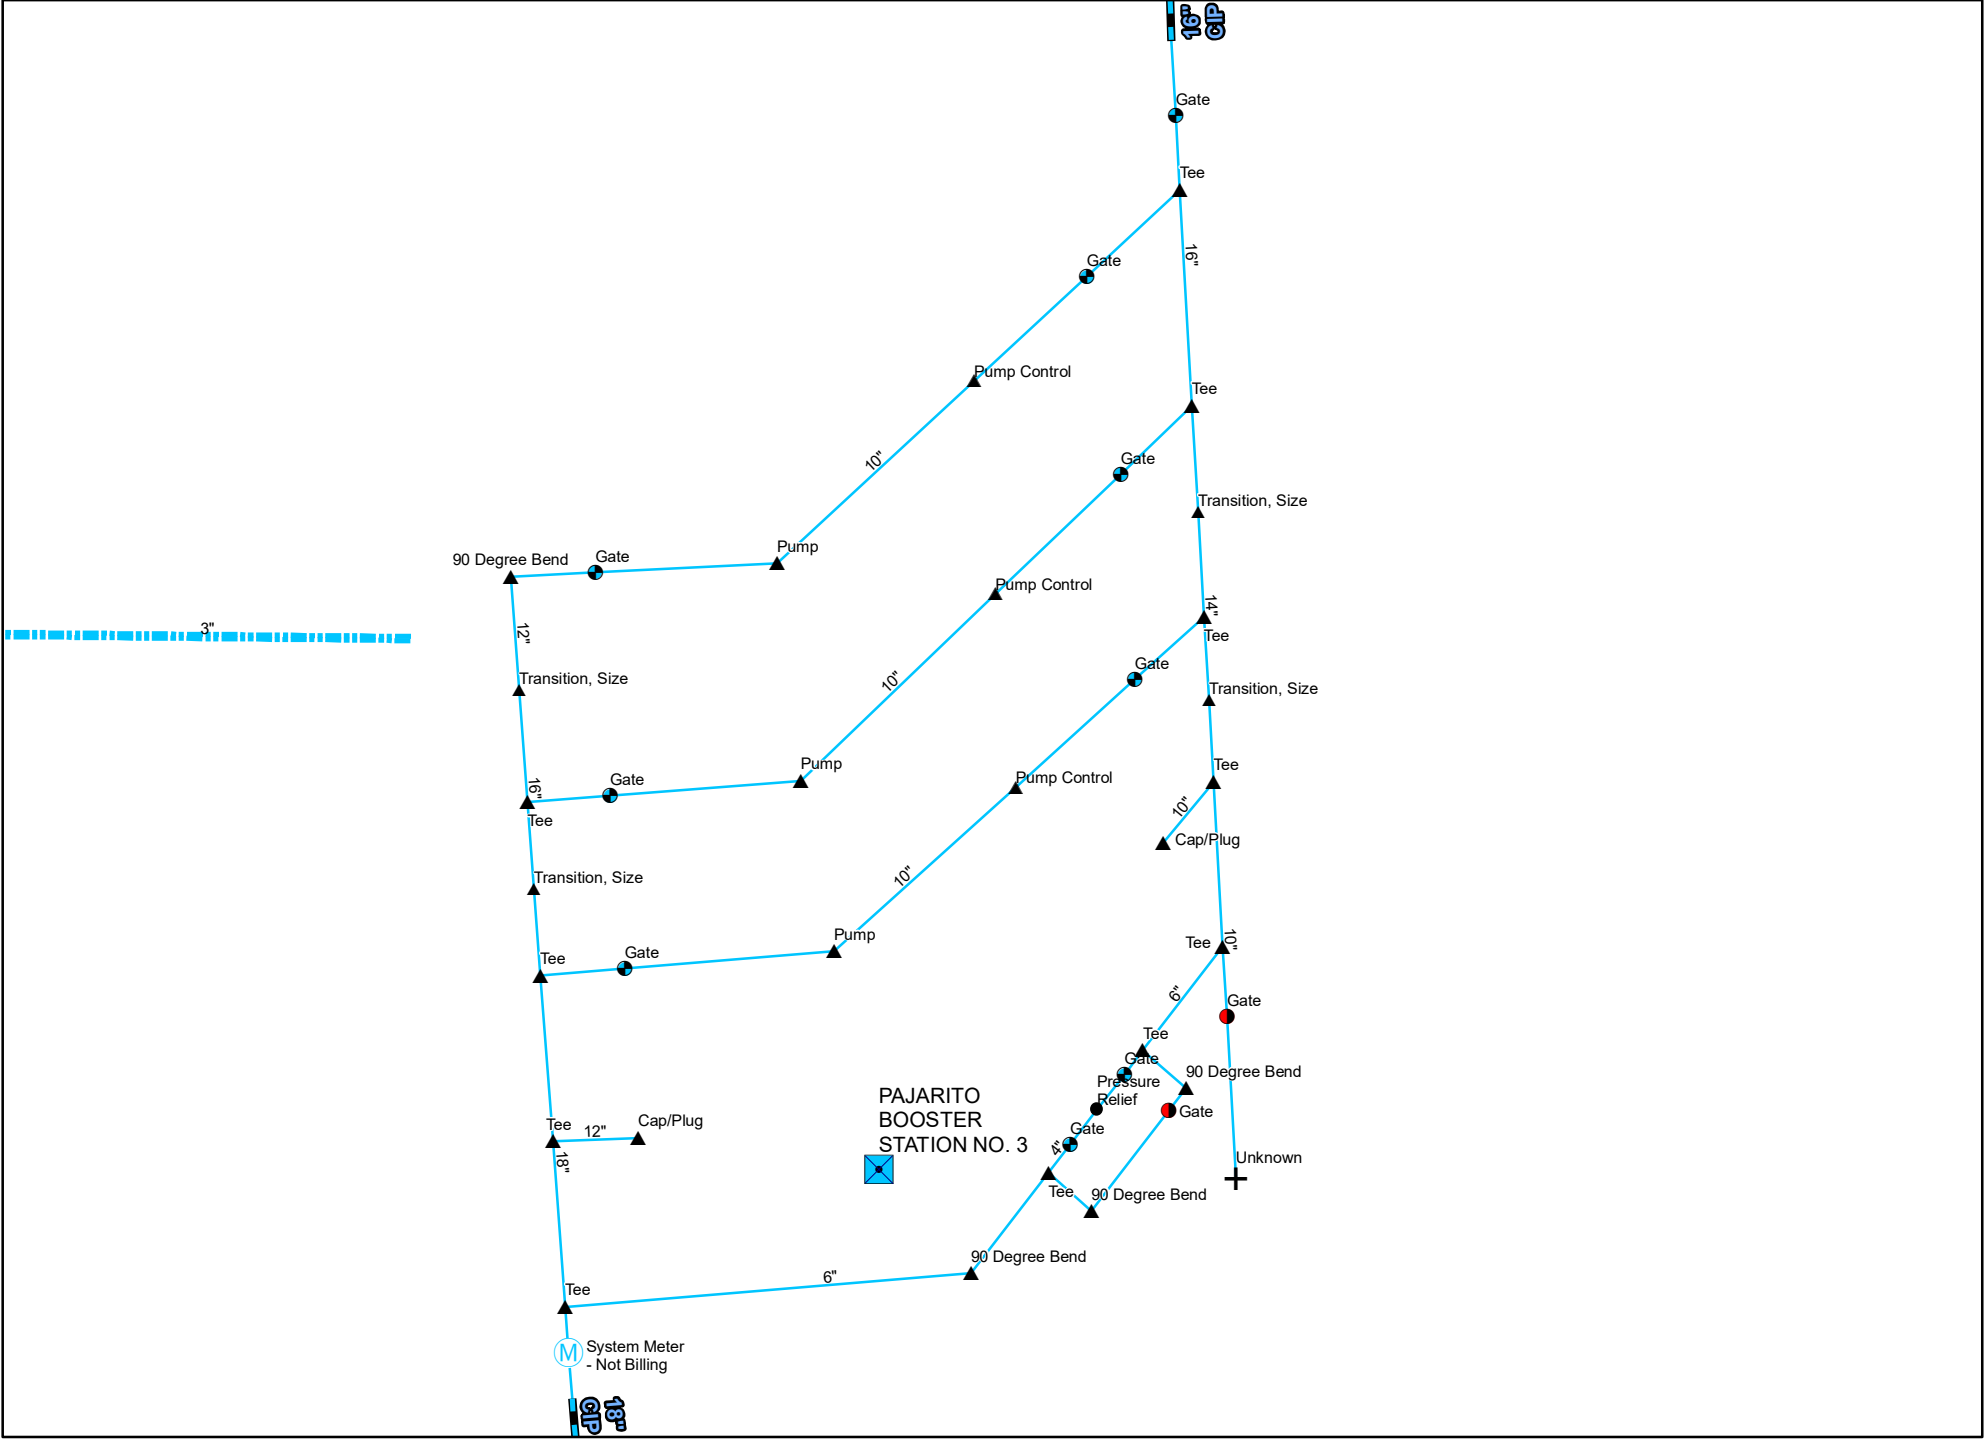 16"
CIP
Gate
Tee
16"
Gate
Pump Control
Tee
10"
Gate
Transition, Size
Pump
90 Degree Bend
Gate
Pump Control
14"
Tee
3"
12"
Gate
Transition, Size
10"
Transition, Size
Pump
Tee
Gate
16"
Tee
Pump Control
10"
Cap/Plug
Transition, Size
10"
Pump
Tee
10"
Gate
Tee
6"
Gate
Tee
Gate
90 Degree Bend
Pressure
Relief
Gate
PAJARITO
BOOSTER
STATION NO. 3
Cap/Plug
Tee
12"
Gate
4"
18"
Unknown
Tee
90 Degree Bend
90 Degree Bend
6"
Tee
M
System Meter
- Not Billing
18"
CIP